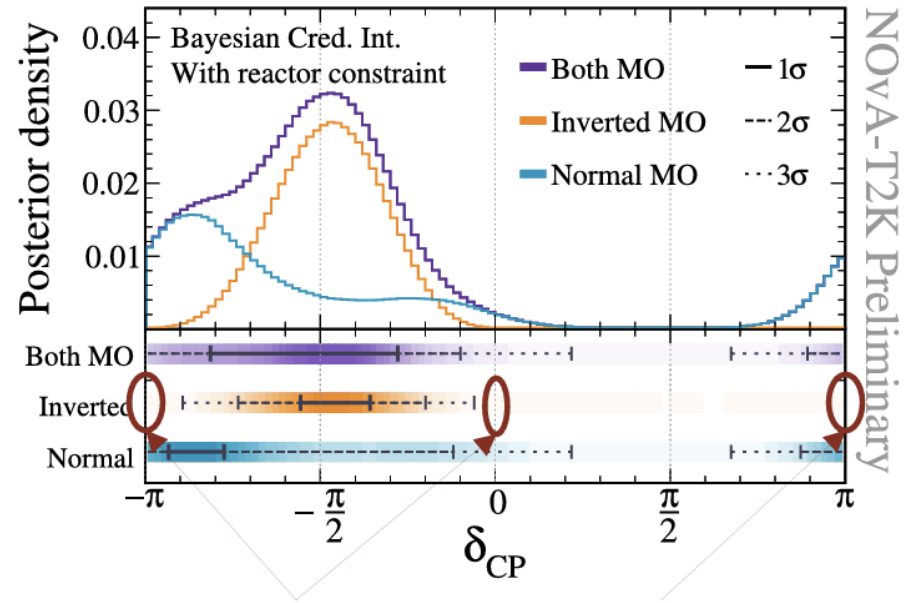 Bayesian Cred. Int.
With reactor constraint
Both MO
Inverted MO
Normal MO
1σ
2σ
3σ
Posterior density
0.04
0.03
0.02
0.01
Both MO
Inverted
Normal
−π
−π/2
0
π/2
π
δCP
NOvA-T2K Preliminary